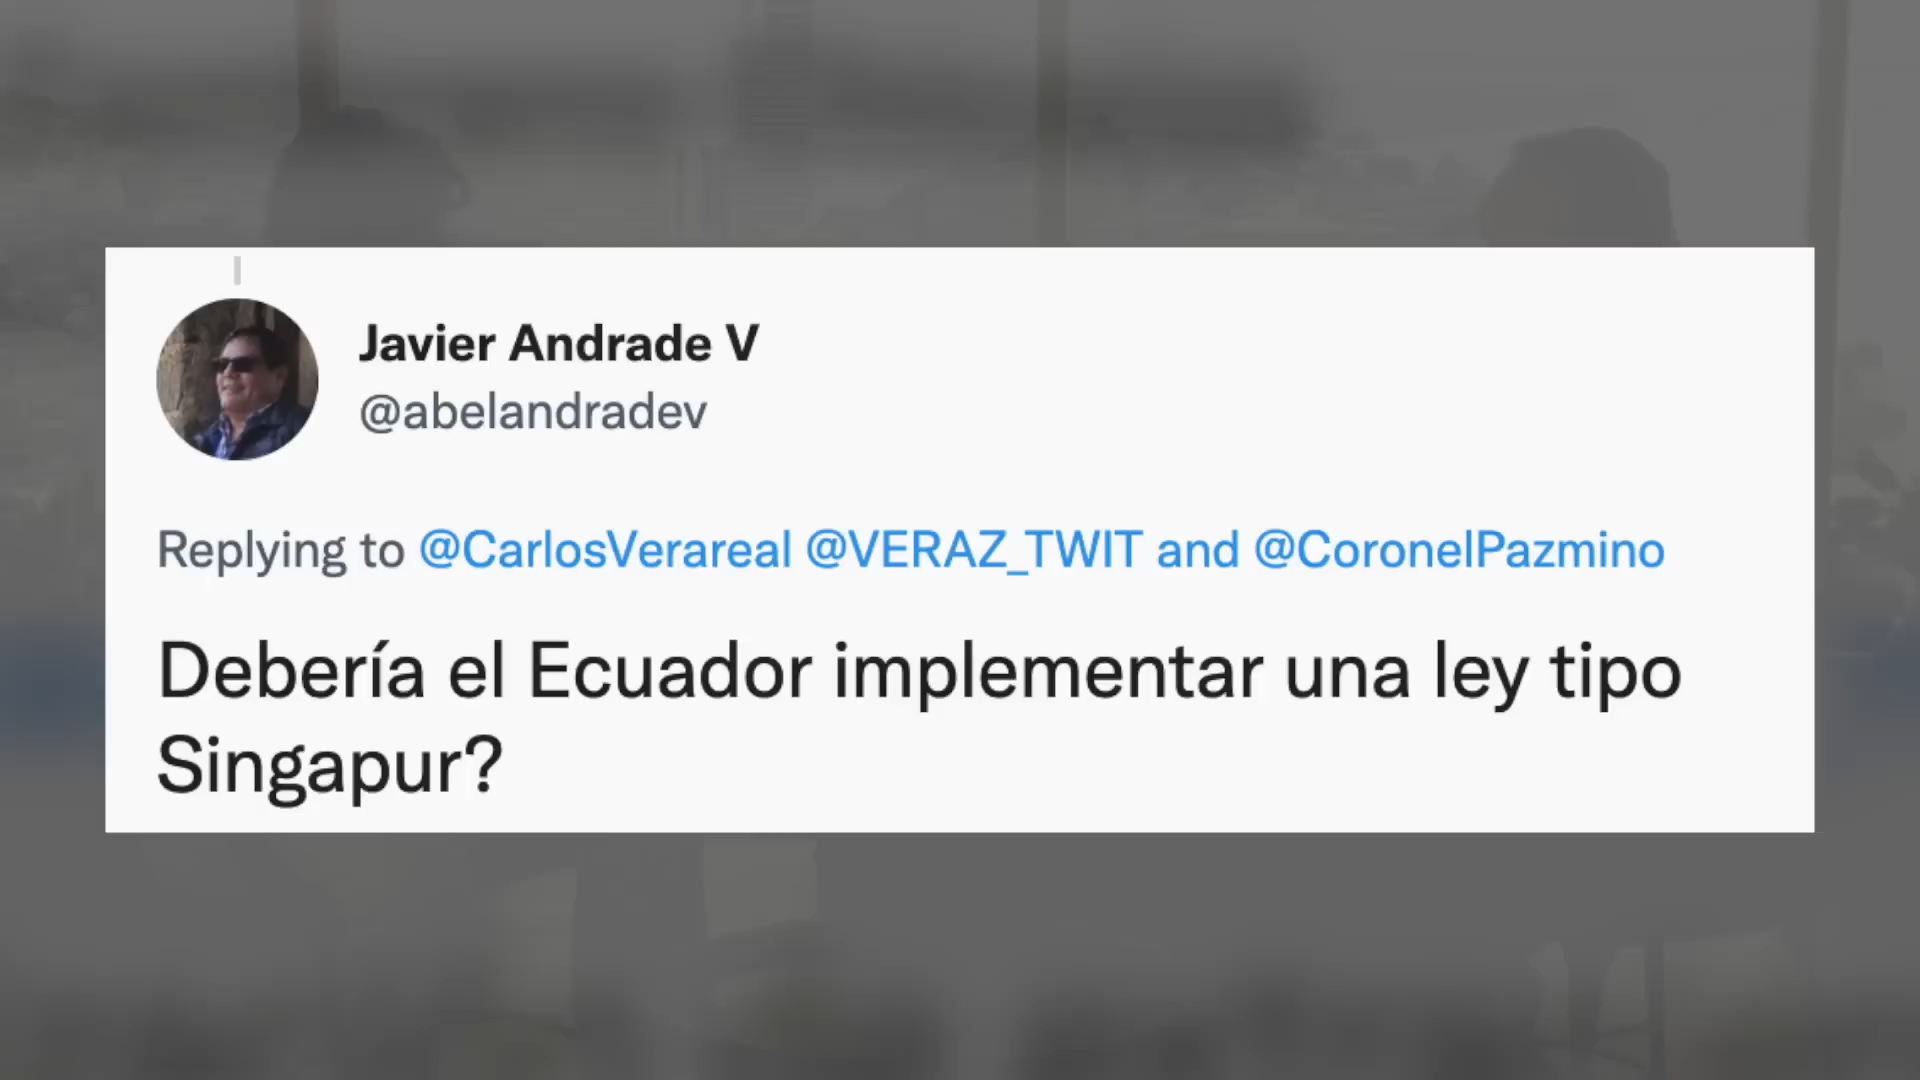 Javier Andrade V
@abelandradev
Replying to @CarlosVerareal @VERAZ_TWIT and @CoronelPazmino
Debería el Ecuador implementar una ley tipo
Singapur?